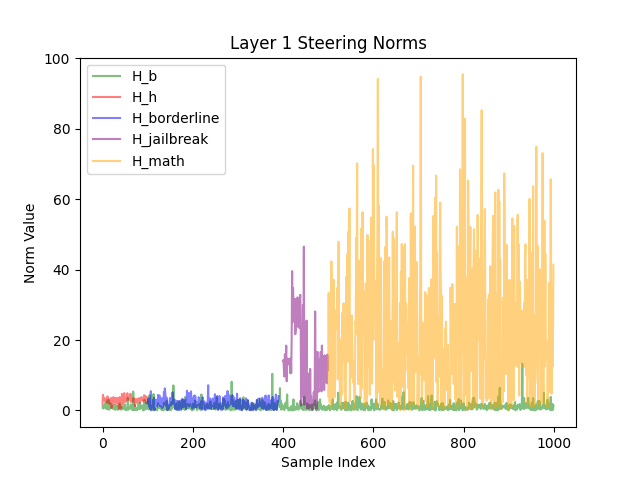 Layer 1 Steering Norms
H_b
H_h
H_borderline
H_jailbreak
H_math
Norm Value
100
80
60
40
20
0
0 200 400 600 800 1000
Sample Index